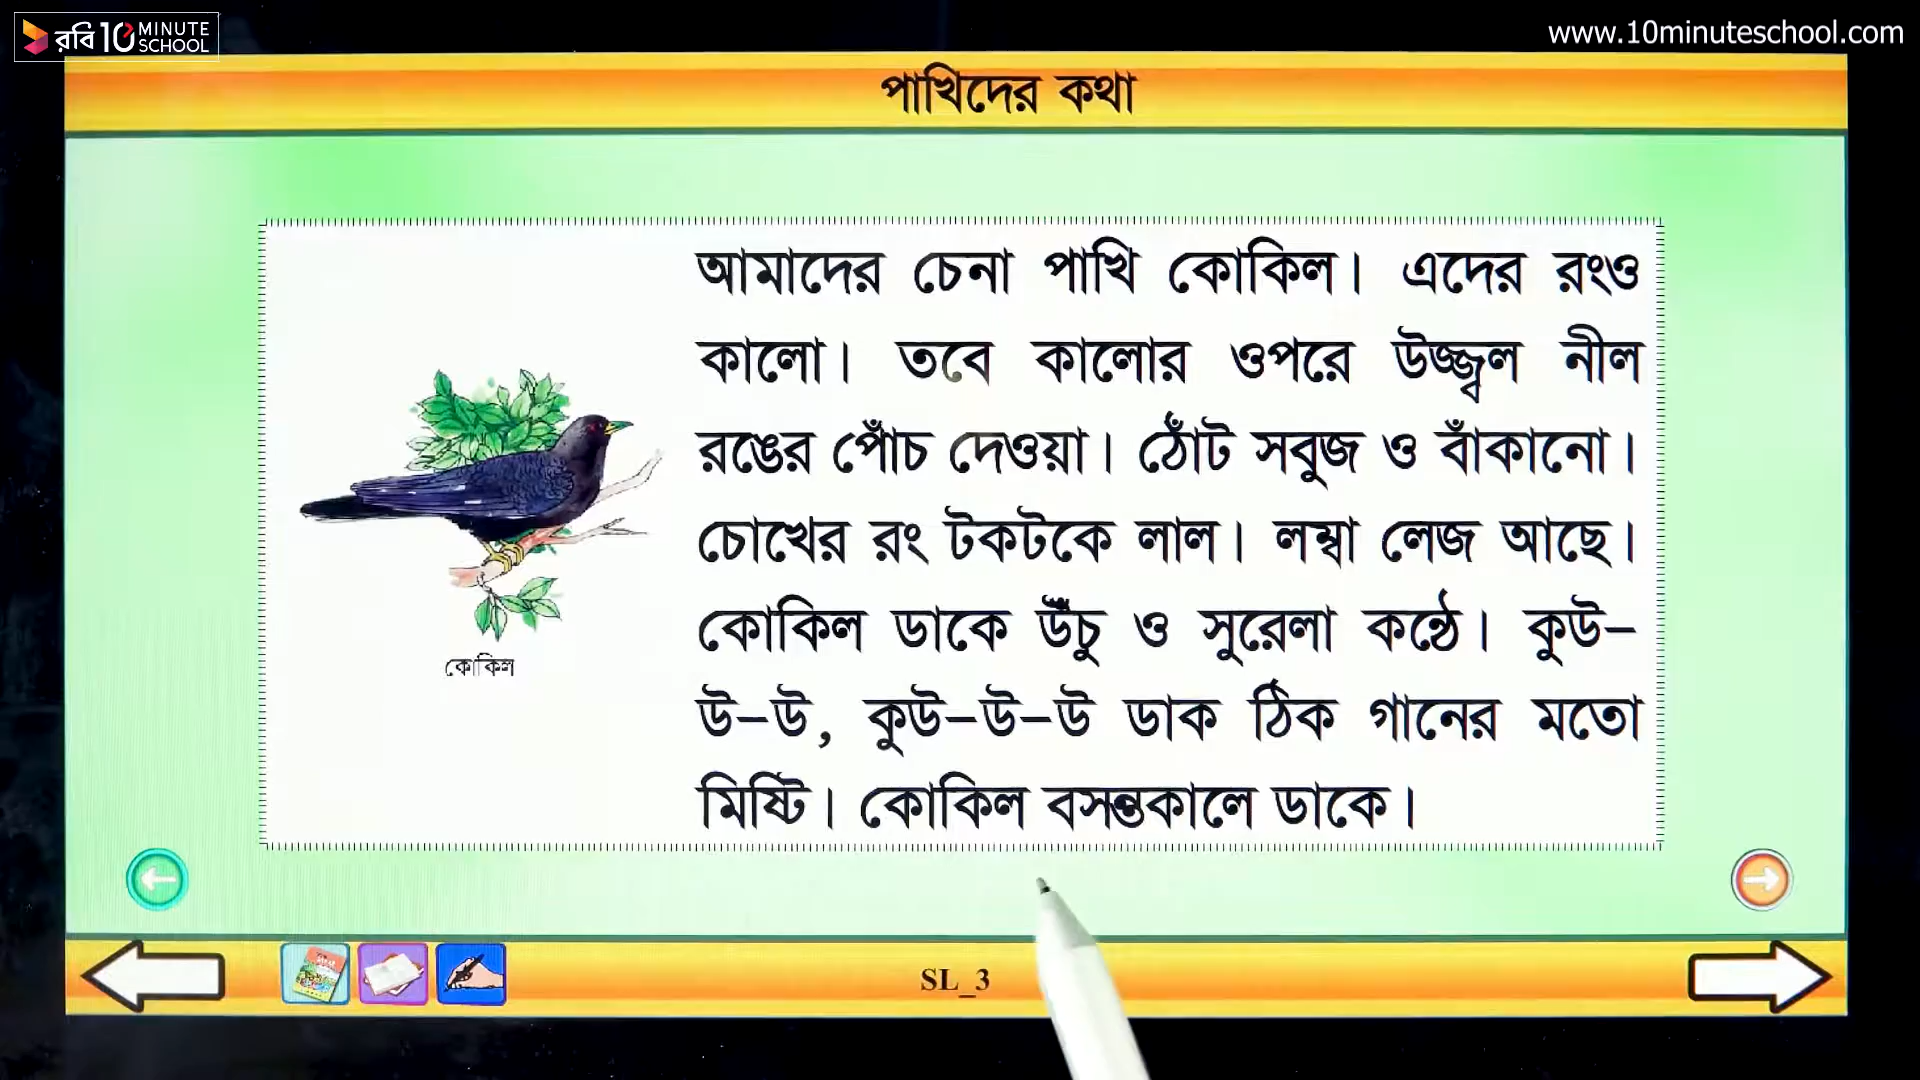 রবি 10 MINUTE SCHOOL
www.10minuteschool.com
পাখিদের কথা
আমাদের চেনা পাখি কোকিল। এদের রংও
কালো। তবে কালোর ওপরে উজ্জ্বল নীল
রঙের পোঁচ দেওয়া। ঠোঁট সবুজ ও বাঁকানো।
চোখের রং টকটকে লাল। লম্বা লেজ আছে।
কোকিল ডাকে উঁচু ও সুরেলা কন্ঠে। কুউ–
উ–উ, কুউ–উ–উ ডাক ঠিক গানের মতো
মিষ্টি। কোকিল বসন্তকালে ডাকে।
কোকিল
SL_3